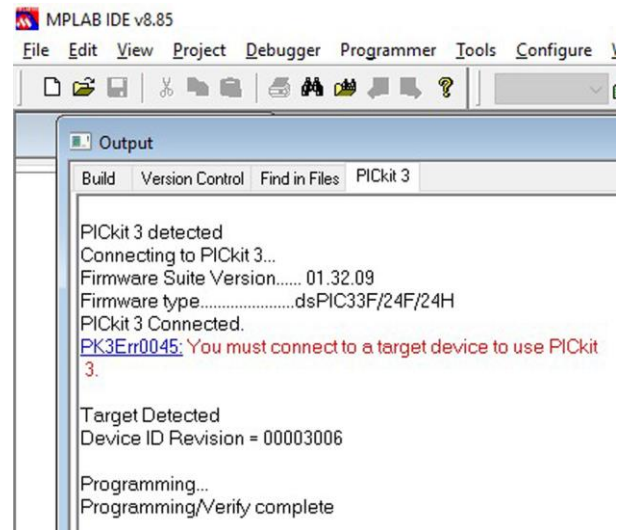 MPLAB IDE v8.85
File Edit View Project Debugger Programmer Tools Configure
Output
Build Version Control Find in Files PICkit 3
PICkit 3 detected
Connecting to PICkit 3...
Firmware Suite Version...... 01.32.09
Firmware type......................dsPIC33F/24F/24H
PICkit 3 Connected.
PK3Err0045: You must connect to a target device to use PICkit
3.
Target Detected
Device ID Revision = 00003006
Programming...
Programming/Verify complete